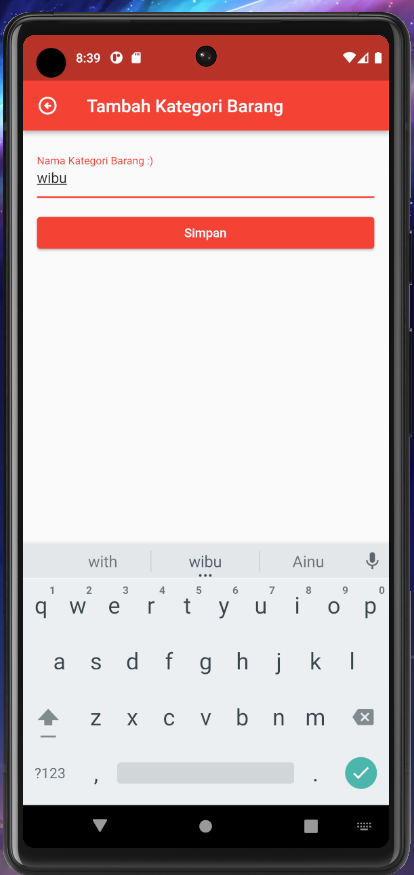 8:39
Tambah Kategori Barang
Nama Kategori Barang :)
wibu
Simpan
with wibu Ainu
1 2 3 4 5 6 7 8 9 0
q w e r t y u i o p
a s d f g h j k l
z x c v b n m
?123 , .